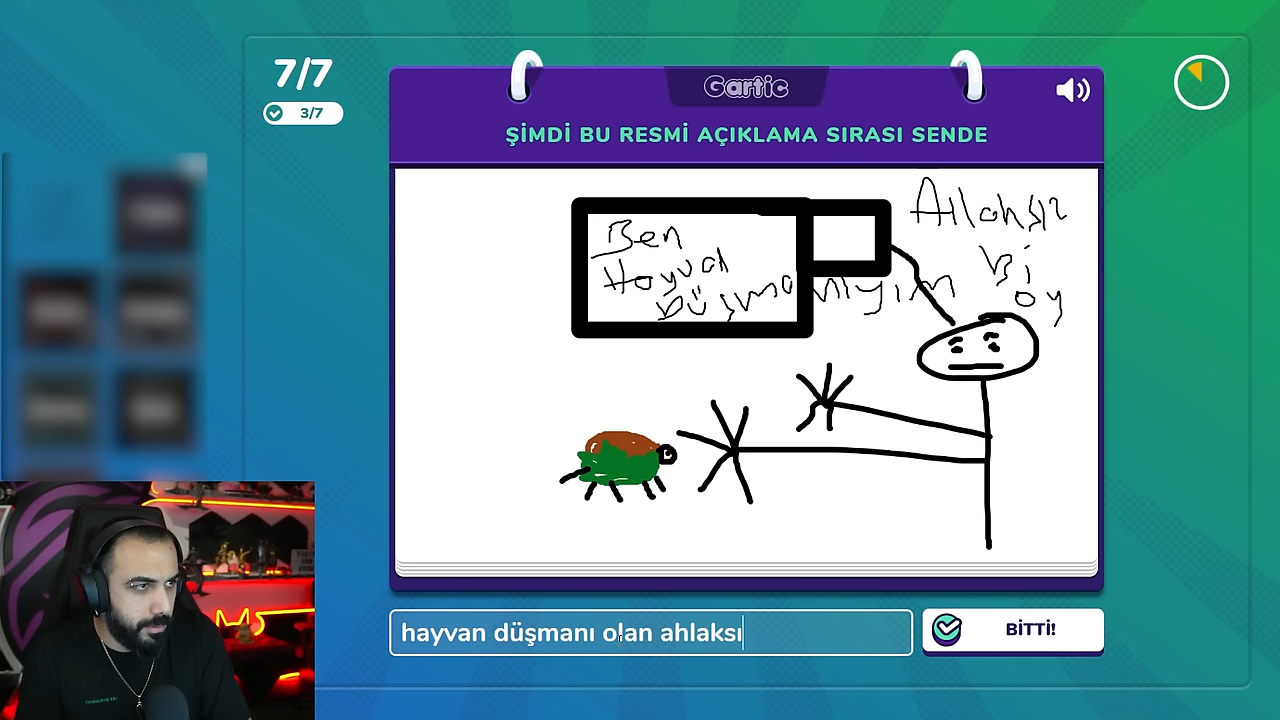 7/7
3/7
Gartic
ŞİMDİ BU RESMİ AÇIKLAMA SIRASI SENDE
Ahlaksız
Bi
oy
Ben
Hayvan
Düşmanıyım
hayvan düşmanı olan ahlaksı
BİTTİ!